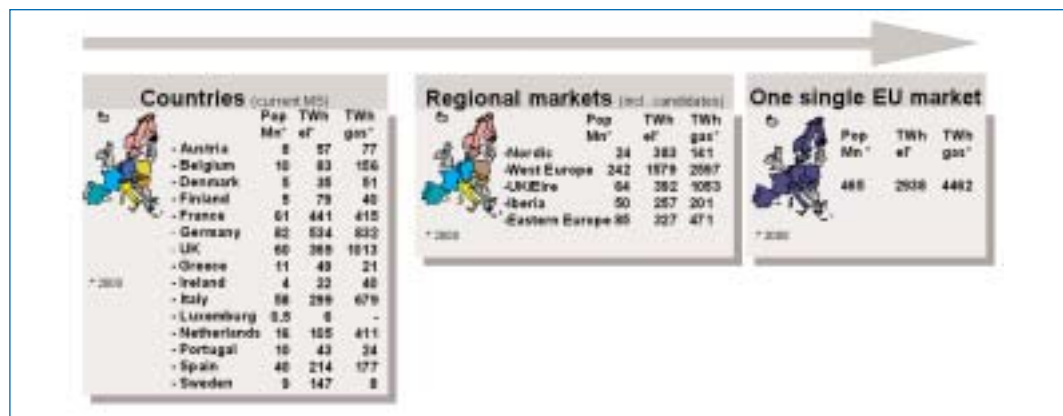 Countries (current MS)
Pop TWh TWh
Mn* el* gas*
- Austria 8 57 77
- Belgium 10 83 156
- Denmark 5 35 51
- Finland 5 79 40
- France 61 441 415
- Germany 82 534 832
- UK 60 369 1013
- Greece 11 49 21
- Ireland 4 22 40
- Italy 58 299 679
- Luxemburg 0.5 6 -
- Netherlands 16 105 411
- Portugal 10 43 24
- Spain 40 214 177
- Sweden 9 147 8
* 2000
Regional markets (incl. candidates)
Pop TWh TWh
Mn* el* gas*
-Nordic 24 383 141
-West Europe 242 1579 2597
-UK/Eire 64 392 1053
-Iberia 50 257 201
-Eastern Europe 85 327 471
* 2000
One single EU market
Pop TWh TWh
Mn* el* gas*
465 2938 4462
* 2000